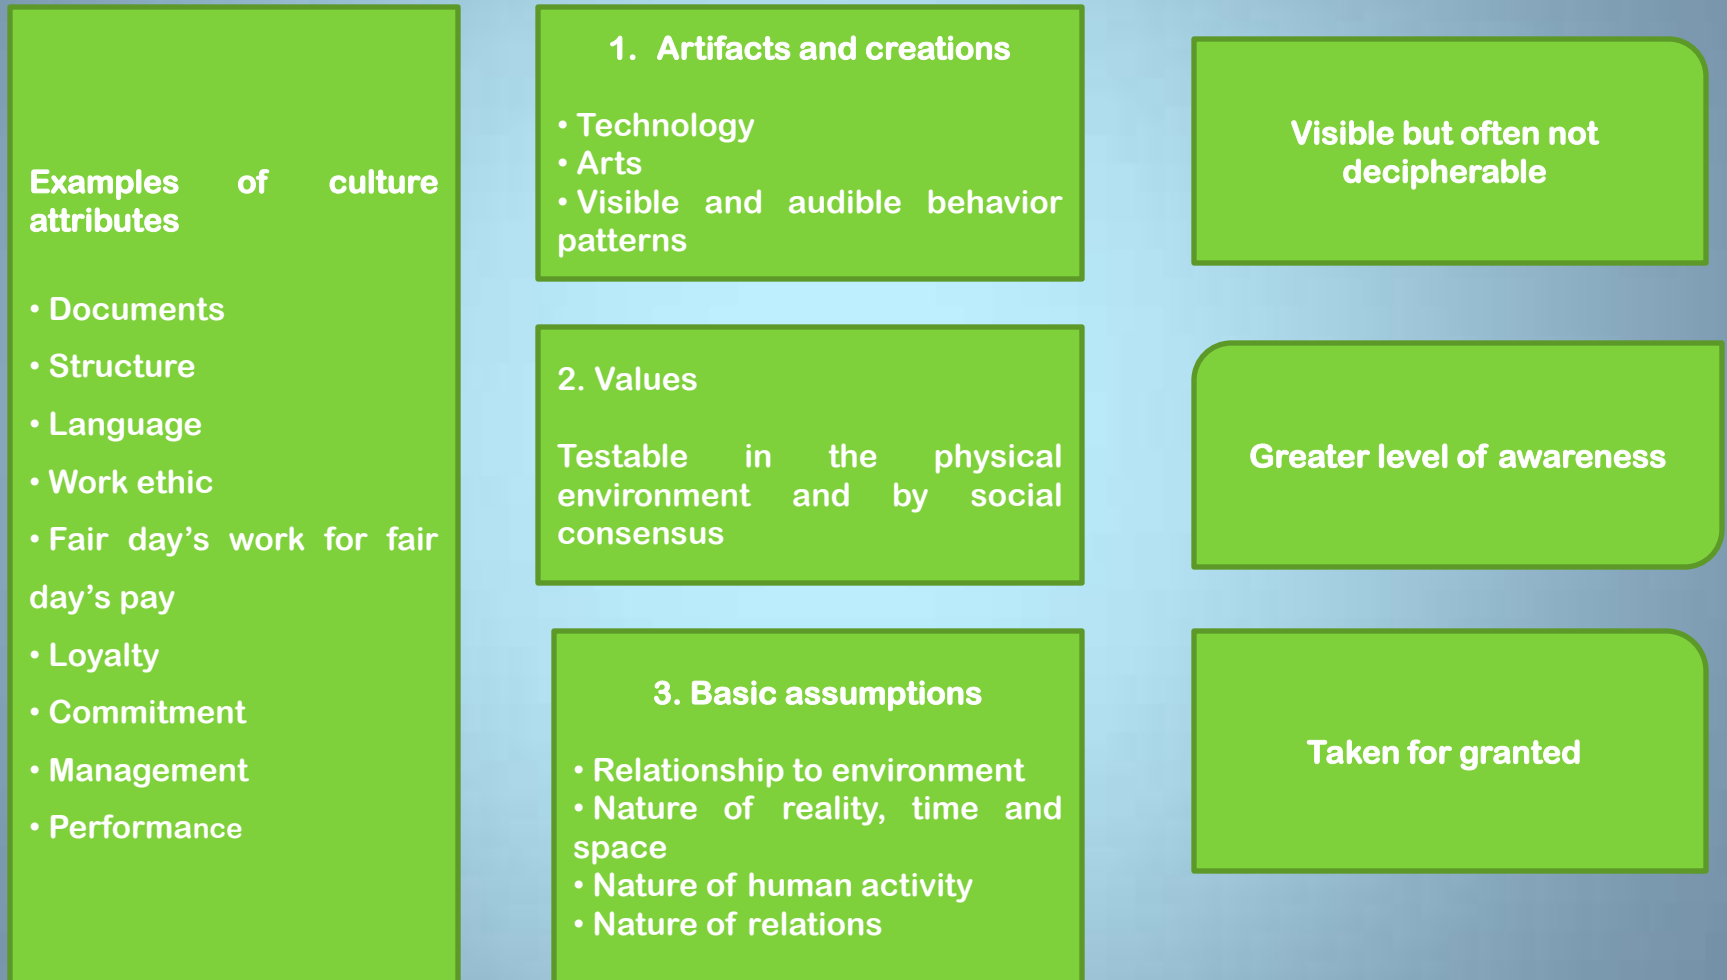 Examples of culture
attributes
• Documents
• Structure
• Language
• Work ethic
• Fair day’s work for fair
day’s pay
• Loyalty
• Commitment
• Management
• Performance
1. Artifacts and creations
• Technology
• Arts
• Visible and audible behavior
patterns
2. Values
Testable in the physical
environment and by social
consensus
3. Basic assumptions
• Relationship to environment
• Nature of reality, time and
space
• Nature of human activity
• Nature of relations
Visible but often not
decipherable
Greater level of awareness
Taken for granted